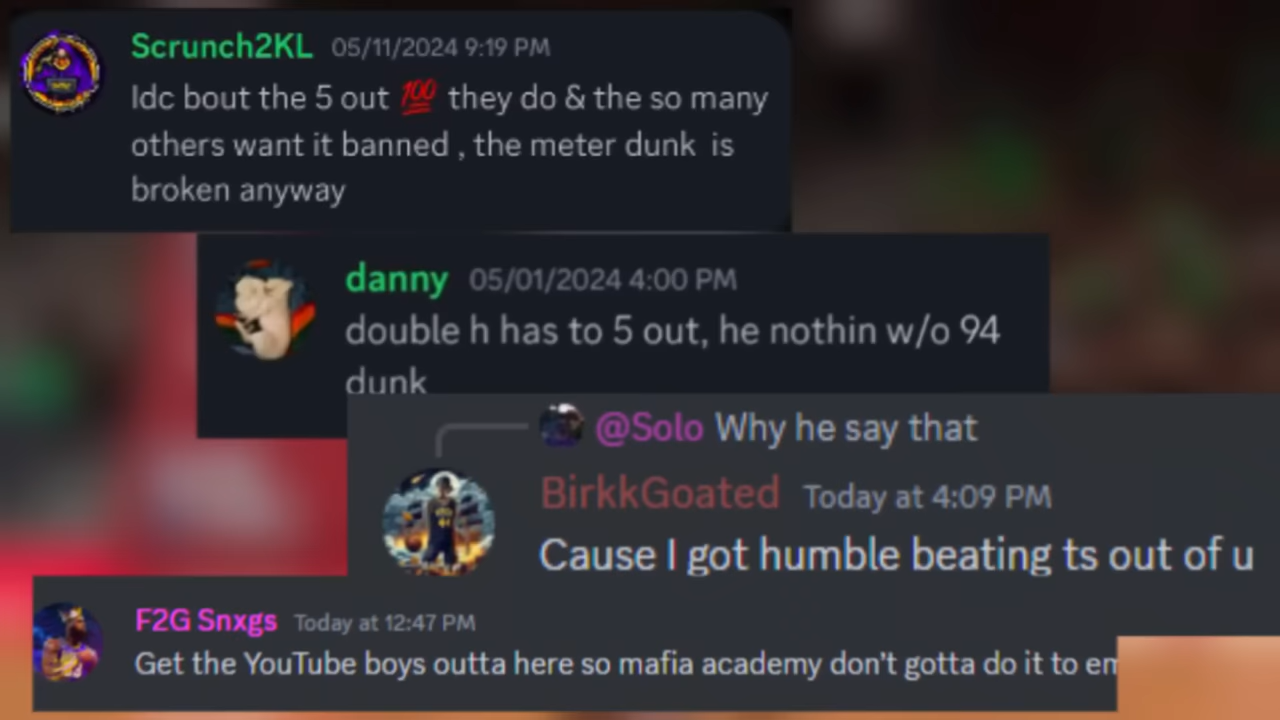 Scrunch2KL 05/11/2024 9:19 PM
Idc bout the 5 out 💯 they do & the so many
others want it banned , the meter dunk is
broken anyway
danny 05/01/2024 4:00 PM
double h has to 5 out, he nothin w/o 94
dunk
@Solo Why he say that
BirkkGoated Today at 4:09 PM
Cause I got humble beating ts out of u
F2G Snxgs Today at 12:47 PM
Get the YouTube boys outta here so mafia academy don't gotta do it to em